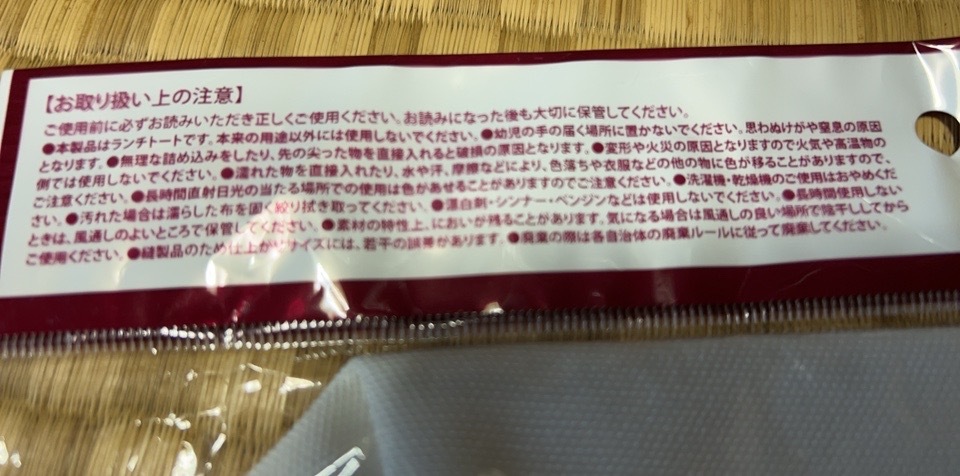 【お取り扱い上の注意】
ご使用前に必ずお読みいただき正しくご使用ください。お読みになった後も大切に保管してください。
●本製品はランチトートです。本来の用途以外には使用しないでください。●幼児の手の届く場所に置かないでください。思わぬけがや窒息の原因
となります。●無理な詰め込みをしたり、先の尖った物を直接入れると破損の原因となります。●変形や火災の原因となりますので火気や高温物の
側では使用しないでください。●濡れた物を直接入れたり、水や汗、摩擦などにより、色落ちや衣服などの他の物に色が移ることがありますので、
ご注意ください。●長時間直射日光の当たる場所での使用は色があせることがありますのでご注意ください。●洗濯機・乾燥機のご使用はおやめくだ
さい。●汚れた場合は濡らした布を固く絞り拭き取ってください。●漂白剤・シンナー・ベンジンなどは使用しないでください。●長時間使用しない
ときは、風通しのよいところで保管してください。●素材の特性上、においが残ることがあります。気になる場合は風通しの良い場所で陰干ししてから
ご使用ください。●縫製品のため仕上がりサイズには、若干の誤差があります。●廃棄の際は各自治体の廃棄ルールに従って廃棄してください。